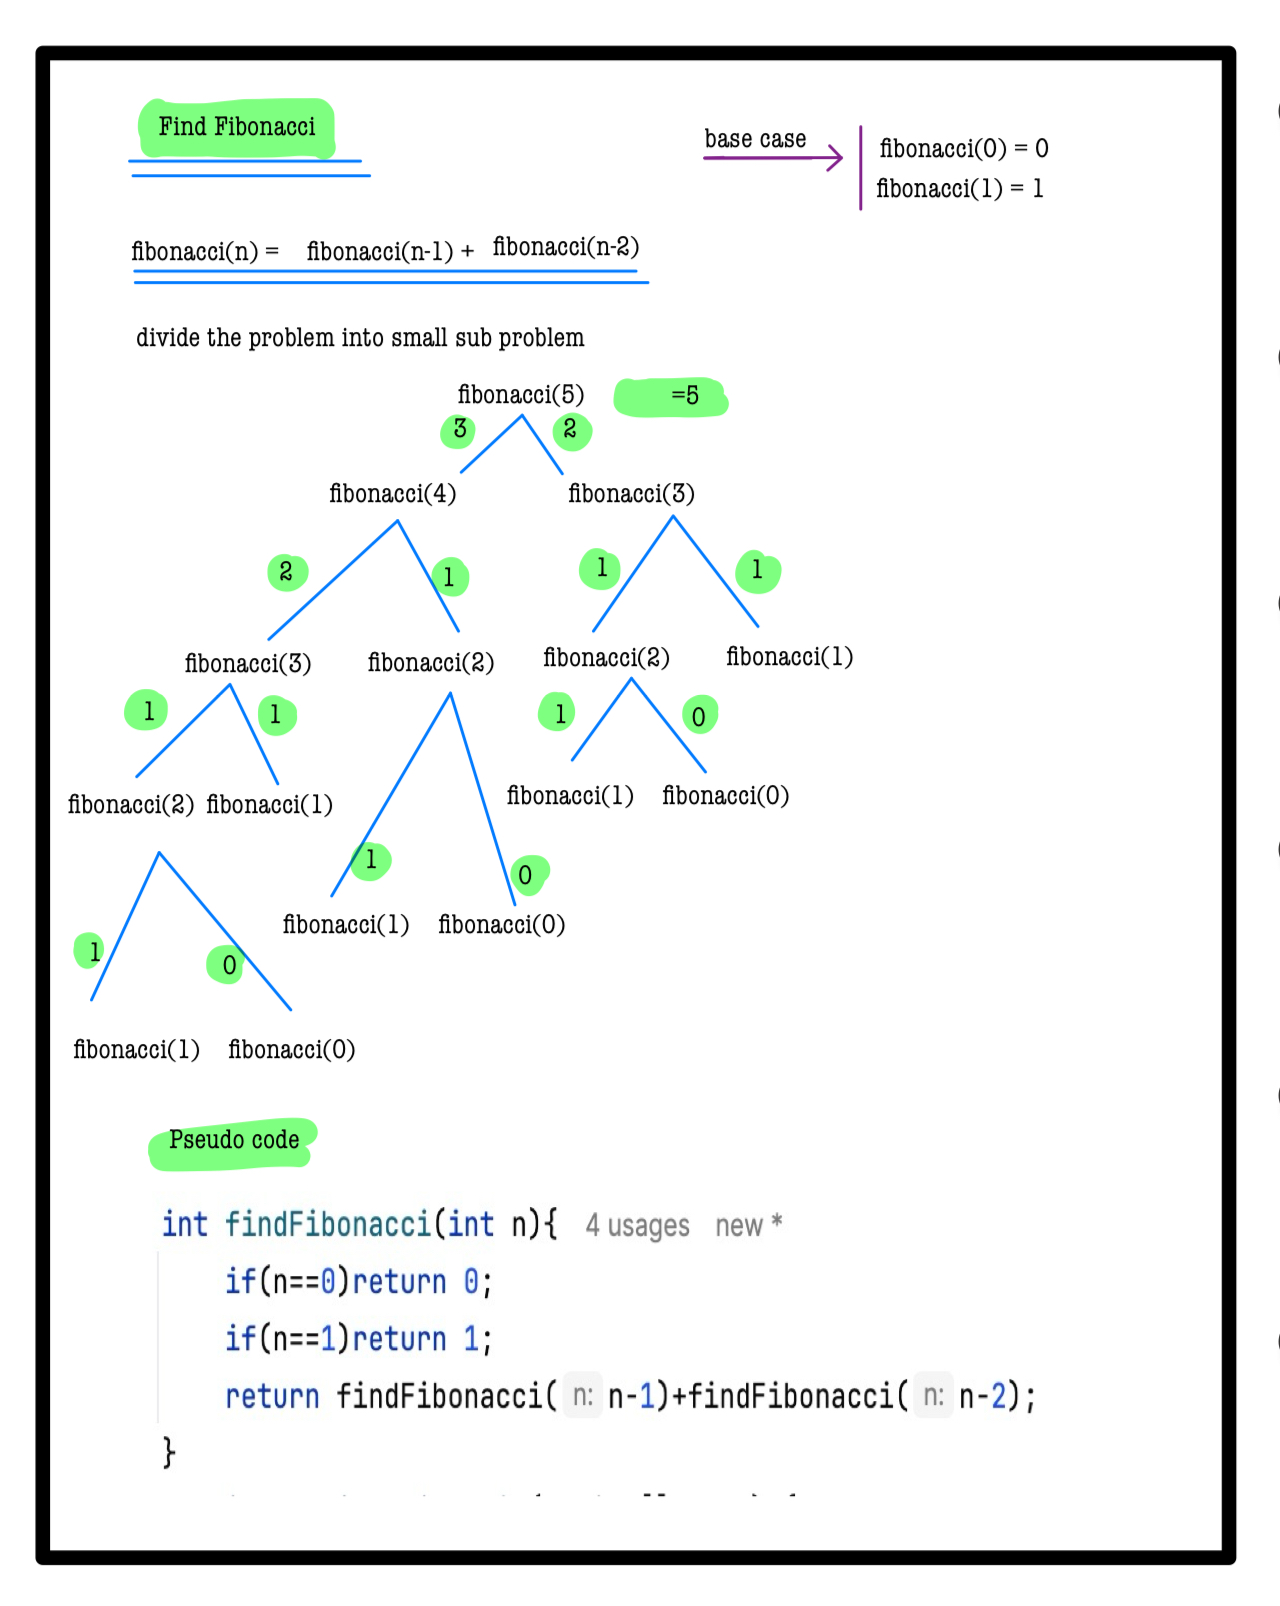 Find Fibonacci
base case
fibonacci(0) = 0
fibonacci(1) = 1
fibonacci(n) = fibonacci(n-1) + fibonacci(n-2)
divide the problem into small sub problem
fibonacci(5) =5
3 2
fibonacci(4) fibonacci(3)
2 1 1 1
fibonacci(3) fibonacci(2) fibonacci(2) fibonacci(1)
1 1 1 0
fibonacci(2) fibonacci(1) fibonacci(1) fibonacci(0)
1 0
fibonacci(1) fibonacci(0)
1 0
fibonacci(1) fibonacci(0)
Pseudo code
int findFibonacci(int n){ 4 usages new *
if(n==0)return 0;
if(n==1)return 1;
return findFibonacci( n: n-1)+findFibonacci( n: n-2);
}